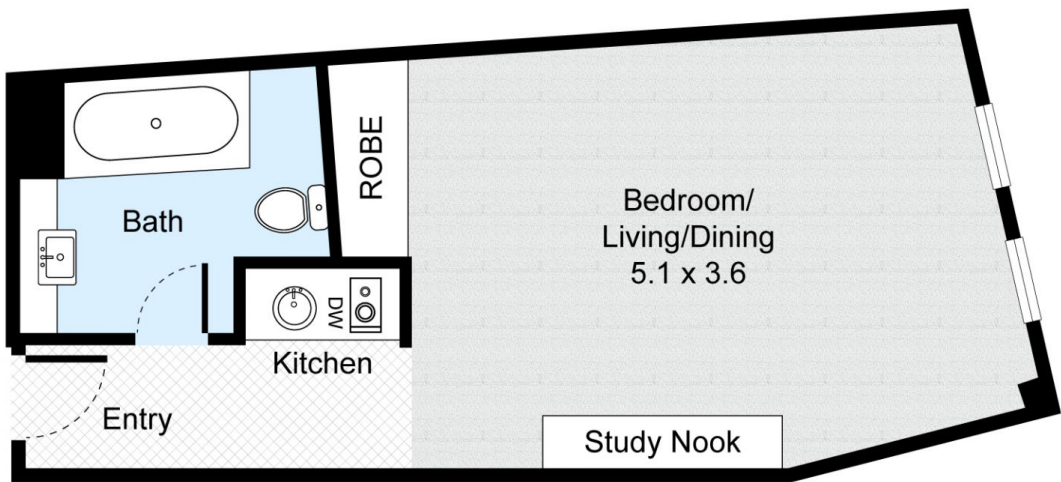 Bath
ROBE
Bedroom/
Living/Dining
5.1 x 3.6
DW
Kitchen
Entry
Study Nook